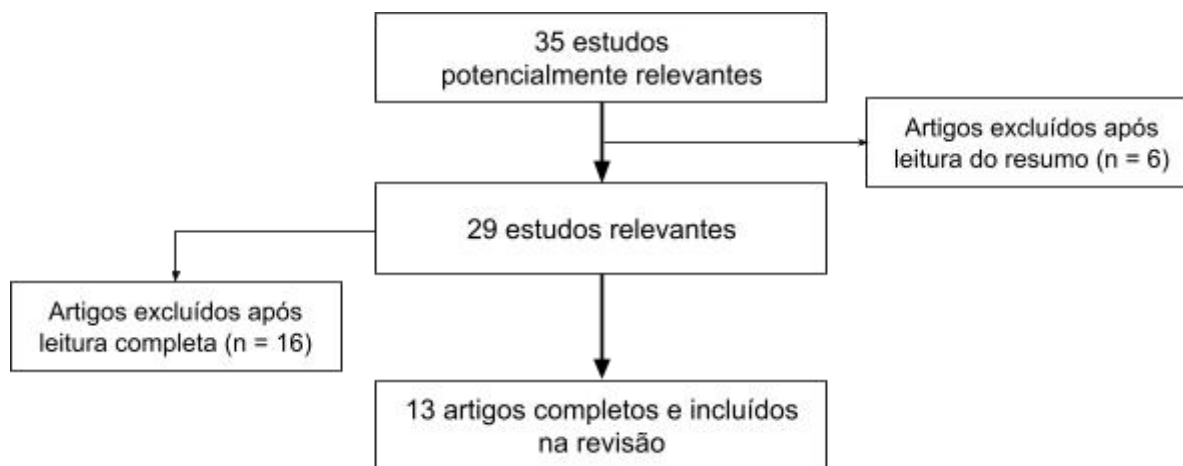 35 estudos
potencialmente relevantes
Artigos excluídos após
leitura do resumo (n = 6)
29 estudos relevantes
Artigos excluídos após
leitura completa (n = 16)
13 artigos completos e incluídos
na revisão